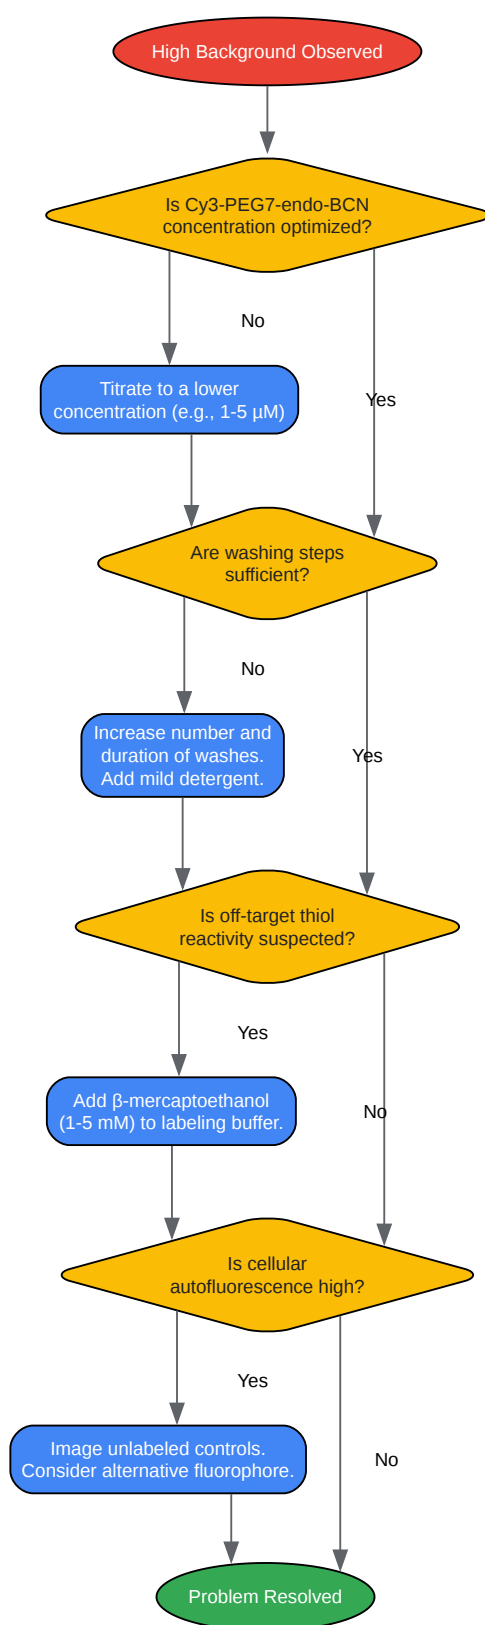 High Background Observed
Is Cy3-PEG7-endo-BCN
concentration optimized?
No
Titrate to a lower
concentration (e.g., 1-5 µM)
Yes
Are washing steps
sufficient?
No
Increase number and
duration of washes.
Add mild detergent.
Yes
Is off-target thiol
reactivity suspected?
Yes
Add β-mercaptoethanol
(1-5 mM) to labeling buffer.
No
Is cellular
autofluorescence high?
Yes
Image unlabeled controls.
Consider alternative fluorophore.
No
Problem Resolved